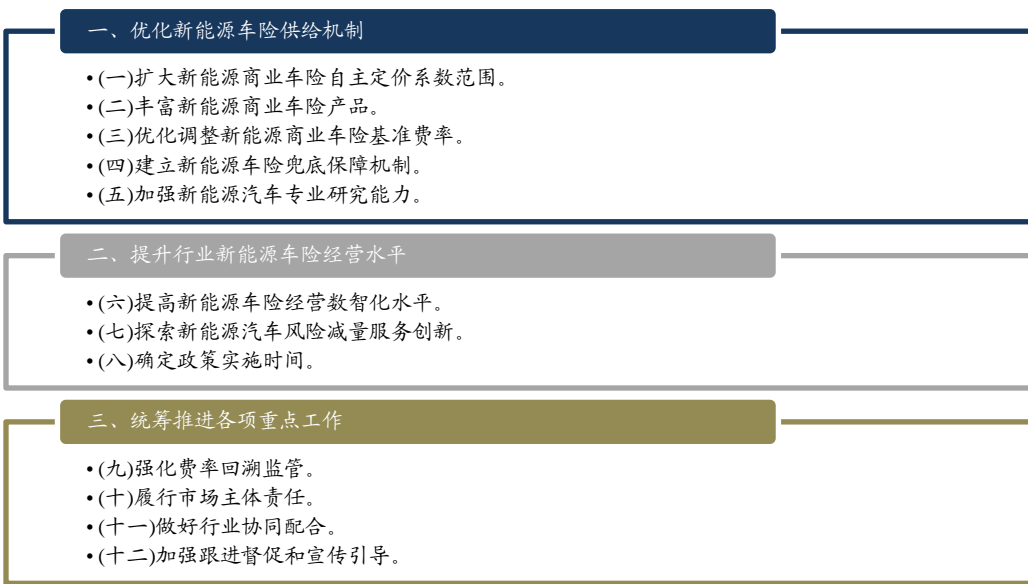 一、优化新能源车险供给机制
•(一)扩大新能源商业车险自主定价系数范围。
•(二)丰富新能源商业车险产品。
•(三)优化调整新能源商业车险基准费率。
•(四)建立新能源车险兜底保障机制。
•(五)加强新能源汽车专业研究能力。
二、提升行业新能源车险经营水平
•(六)提高新能源车险经营数智化水平。
•(七)探索新能源汽车风险减量服务创新。
•(八)确定政策实施时间。
三、统筹推进各项重点工作
•(九)强化费率回溯监管。
•(十)履行市场主体责任。
•(十一)做好行业协同配合。
•(十二)加强跟进督促和宣传引导。